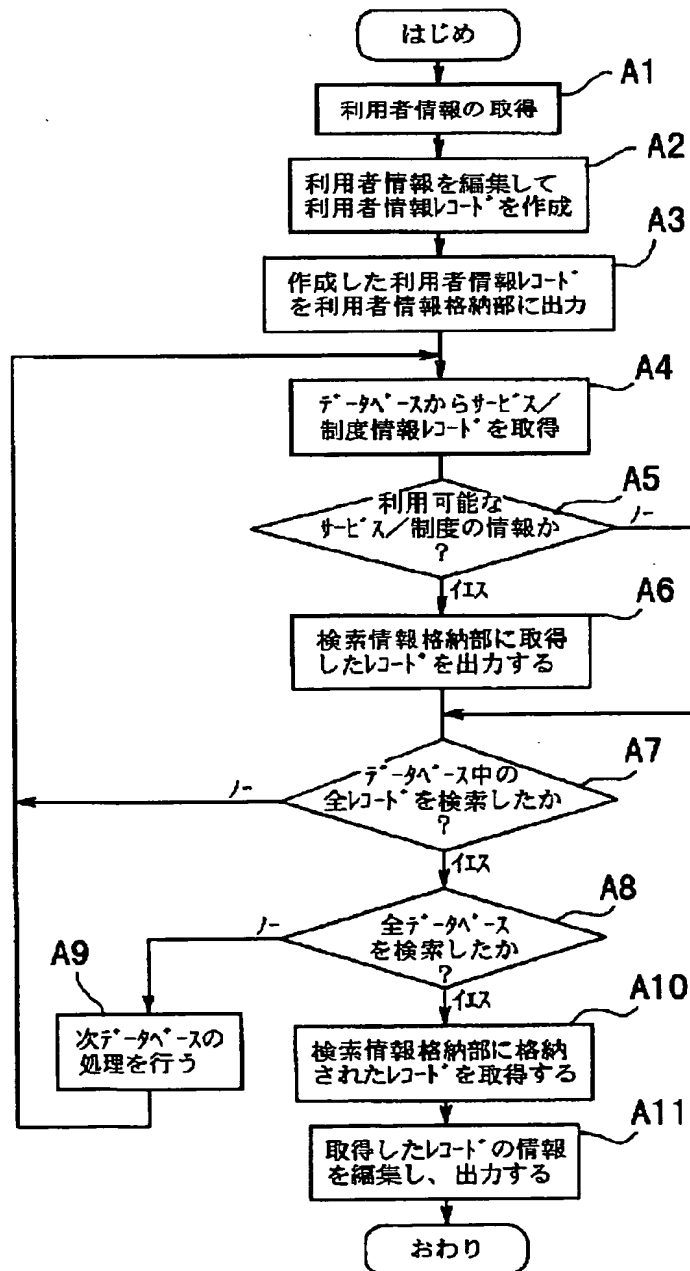 はじめ
A1
利用者情報の取得
A2
利用者情報を編集して
利用者情報ﾚｺｰﾄﾞを作成
A3
作成した利用者情報ﾚｺｰﾄﾞ
を利用者情報格納部に出力
A4
ﾃﾞｰﾀﾍﾞｰｽからｻｰﾋﾞｽ／
制度情報ﾚｺｰﾄﾞを取得
A5
利用可能な
ｻｰﾋﾞｽ／制度の情報か
？
ﾉｰ
ｲｴｽ
A6
検索情報格納部に取得
したﾚｺｰﾄﾞを出力する
A7
ﾃﾞｰﾀﾍﾞｰｽ中の
全ﾚｺｰﾄﾞを検索したか
？
ﾉｰ
ｲｴｽ
A8
全ﾃﾞｰﾀﾍﾞｰｽ
を検索したか
？
ﾉｰ
ｲｴｽ
A9
次ﾃﾞｰﾀﾍﾞｰｽの
処理を行う
A10
検索情報格納部に格納
されたﾚｺｰﾄﾞを取得する
A11
取得したﾚｺｰﾄﾞの情報
を編集し、出力する
おわり